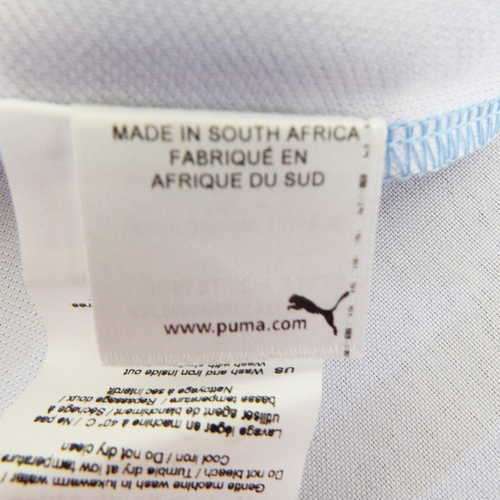 MADE IN SOUTH AFRICA
FABRIQUÉ EN
AFRIQUE DU SUD
www.puma.com
US Wash and iron inside out
Nettoyage à sec interdit
basse température / Repassage doux /
utiliser agent de blanchiment / Séchage à
Lavage léger en machine à 40° C / Ne pas
Cool iron / Do not dry clean
bleach / Tumble dry at low temperature
Gentle machine wash in lukewarm water /